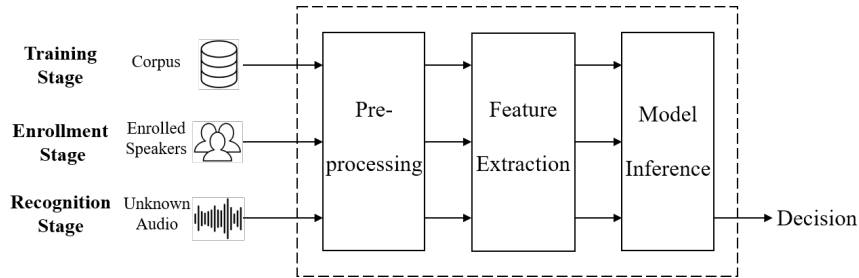 Training
Stage
Corpus
Enrollment
Stage
Enrolled
Speakers
Recognition
Stage
Unknown
Audio
Pre-
processing
Feature
Extraction
Model
Inference
Decision